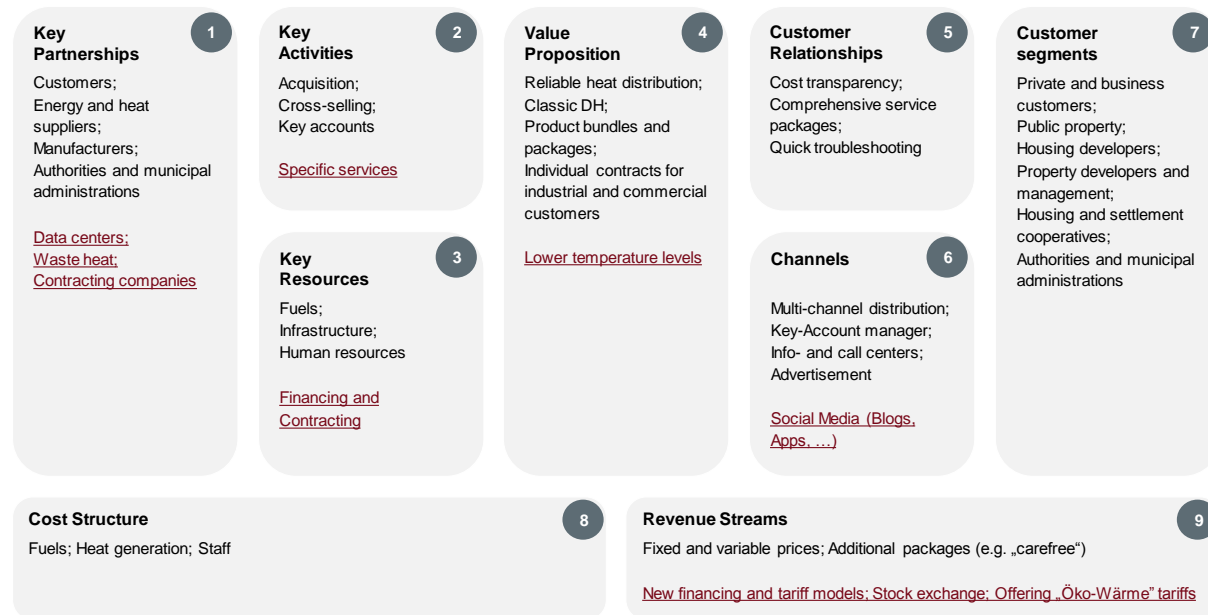 Key
Partnerships
1
Customers;
Energy and heat
suppliers;
Manufacturers;
Authorities and municipal
administrations
Data centers;
Waste heat;
Contracting companies
Key
Activities
2
Acquisition;
Cross-selling;
Key accounts
Specific services
Key
Resources
3
Fuels;
Infrastructure;
Human resources
Financing and
Contracting
Value
Proposition
4
Reliable heat distribution;
Classic DH;
Product bundles and
packages;
Individual contracts for
industrial and commercial
customers
Lower temperature levels
Customer
Relationships
5
Cost transparency;
Comprehensive service
packages;
Quick troubleshooting
Channels
6
Multi-channel distribution;
Key-Account manager;
Info- and call centers;
Advertisement
Social Media (Blogs,
Apps, …)
Customer
segments
7
Private and business
customers;
Public property;
Housing developers;
Property developers and
management;
Housing and settlement
cooperatives;
Authorities and municipal
administrations
Cost Structure
8
Fuels; Heat generation; Staff
Revenue Streams
9
Fixed and variable prices; Additional packages (e.g. „carefree“)
New financing and tariff models; Stock exchange; Offering „Öko-Wärme“ tariffs